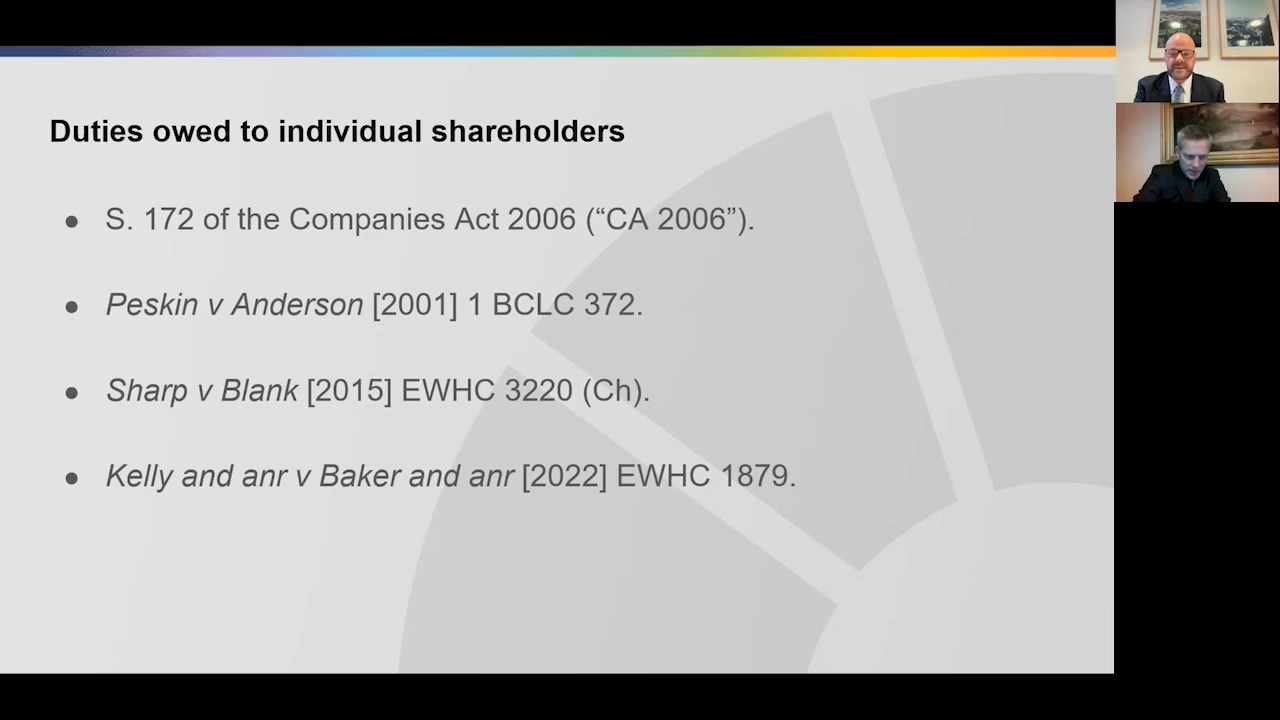 Duties owed to individual shareholders
● S. 172 of the Companies Act 2006 (“CA 2006”).
● Peskin v Anderson [2001] 1 BCLC 372.
● Sharp v Blank [2015] EWHC 3220 (Ch).
● Kelly and anr v Baker and anr [2022] EWHC 1879.